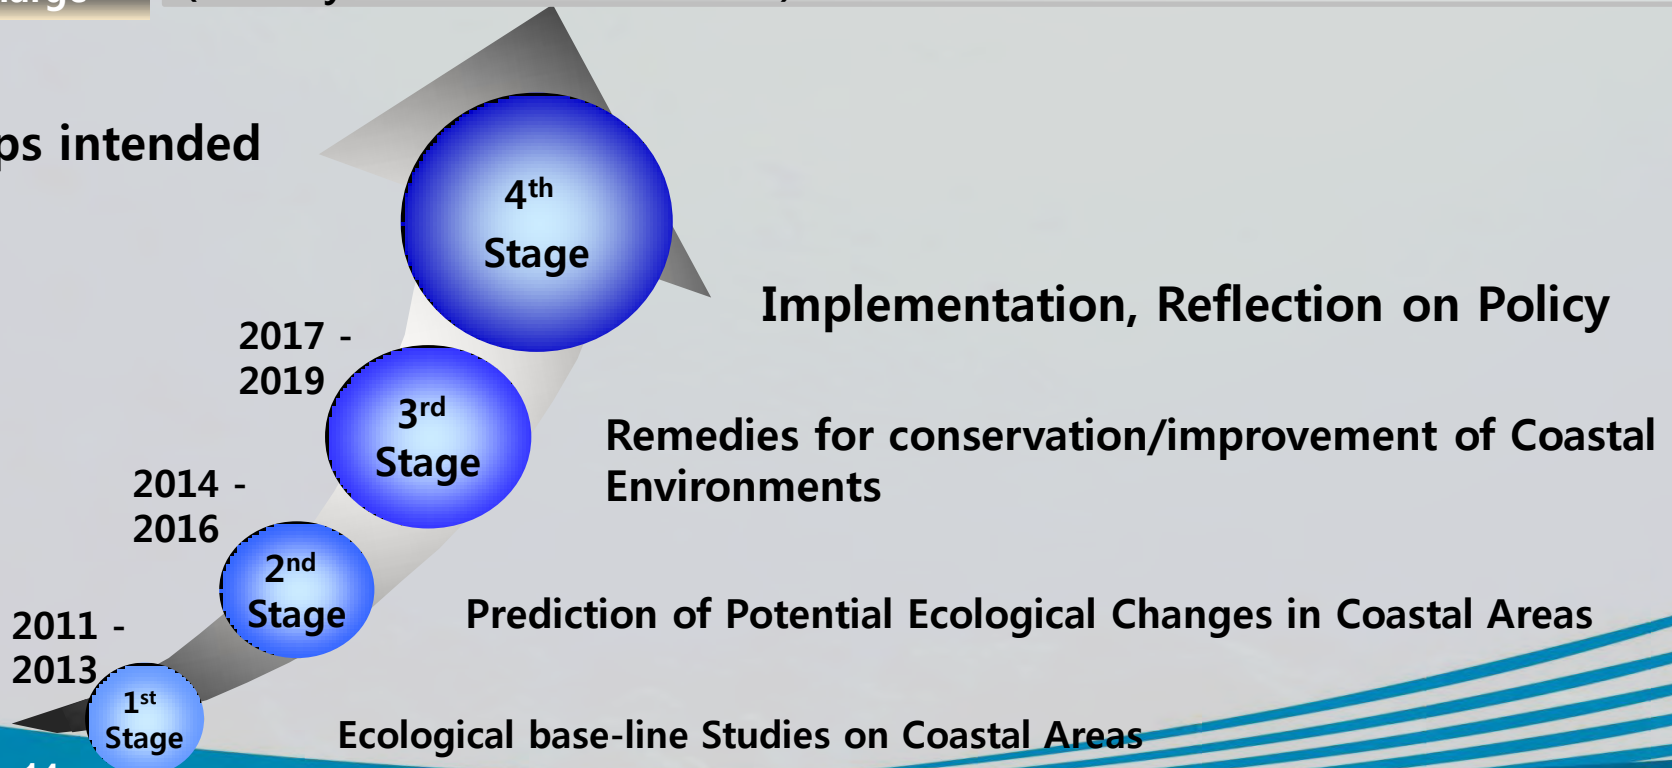 ps intended
4th
Stage
Implementation, Reflection on Policy
2017 -
2019
3rd
Stage
Remedies for conservation/improvement of Coastal
Environments
2014 -
2016
2nd
Stage
Prediction of Potential Ecological Changes in Coastal Areas
2011 -
2013
1st
Stage
Ecological base-line Studies on Coastal Areas